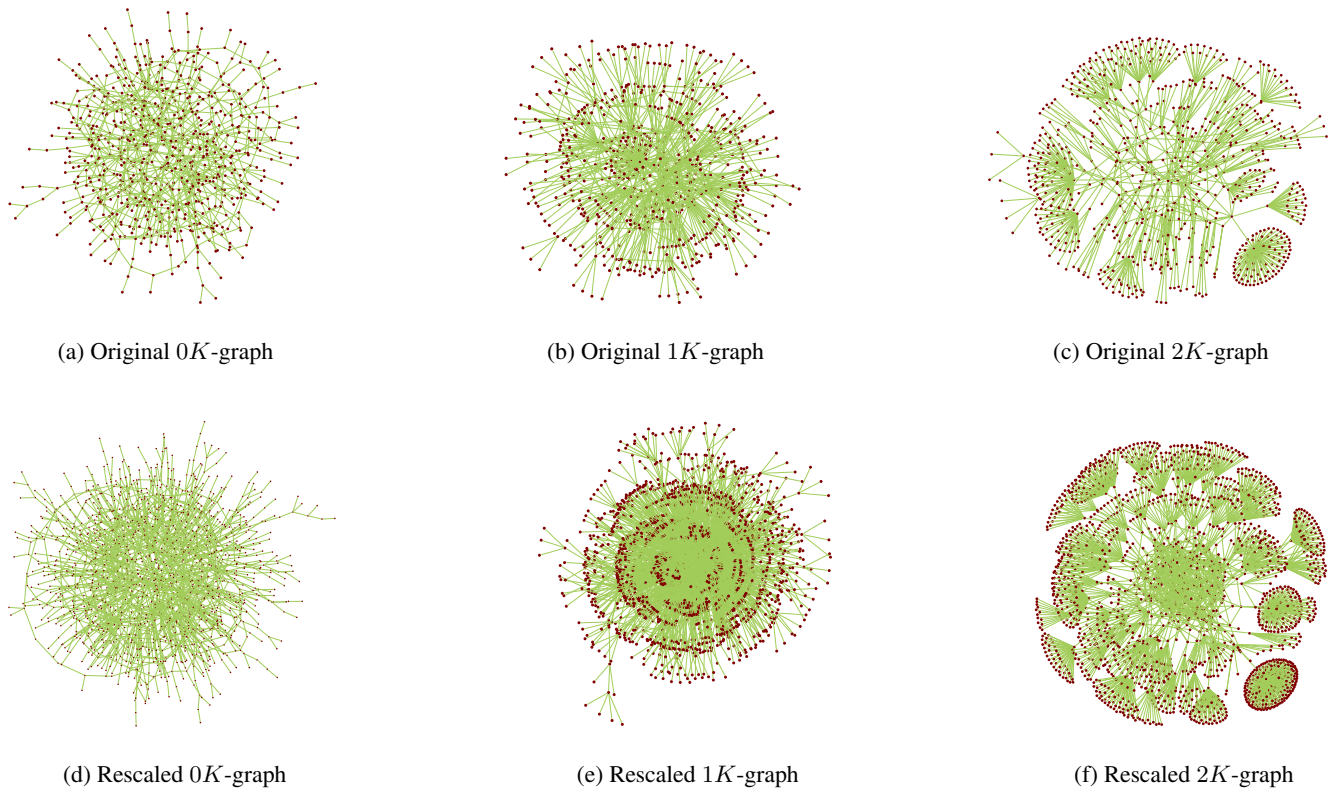 (a) Original 0K-graph
(b) Original 1K-graph
(c) Original 2K-graph
(d) Rescaled 0K-graph
(e) Rescaled 1K-graph
(f) Rescaled 2K-graph